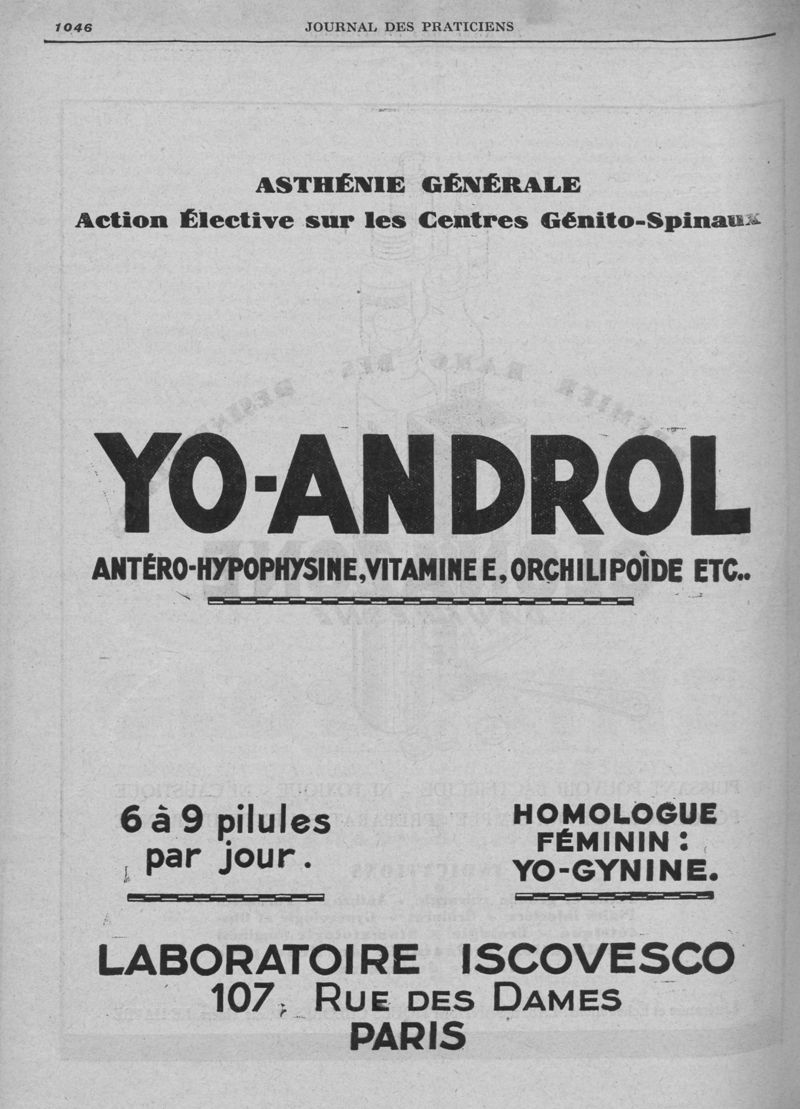 1046
JOURNAL DES PRATICIENS
ASTHÉNIE GÉNÉRALE
Action Élective sur les Centres Génito-Spinaux
YO-ANDROL
ANTÉRO-HYPOPHYSINE, VITAMINE E, ORCHILIPOÏDE ETC..
6 à 9 pilules
par jour.
HOMOLOGUE
FÉMININ :
YO-GYNINE.
LABORATOIRE ISCOVESCO
107, RUE DES DAMES
PARIS